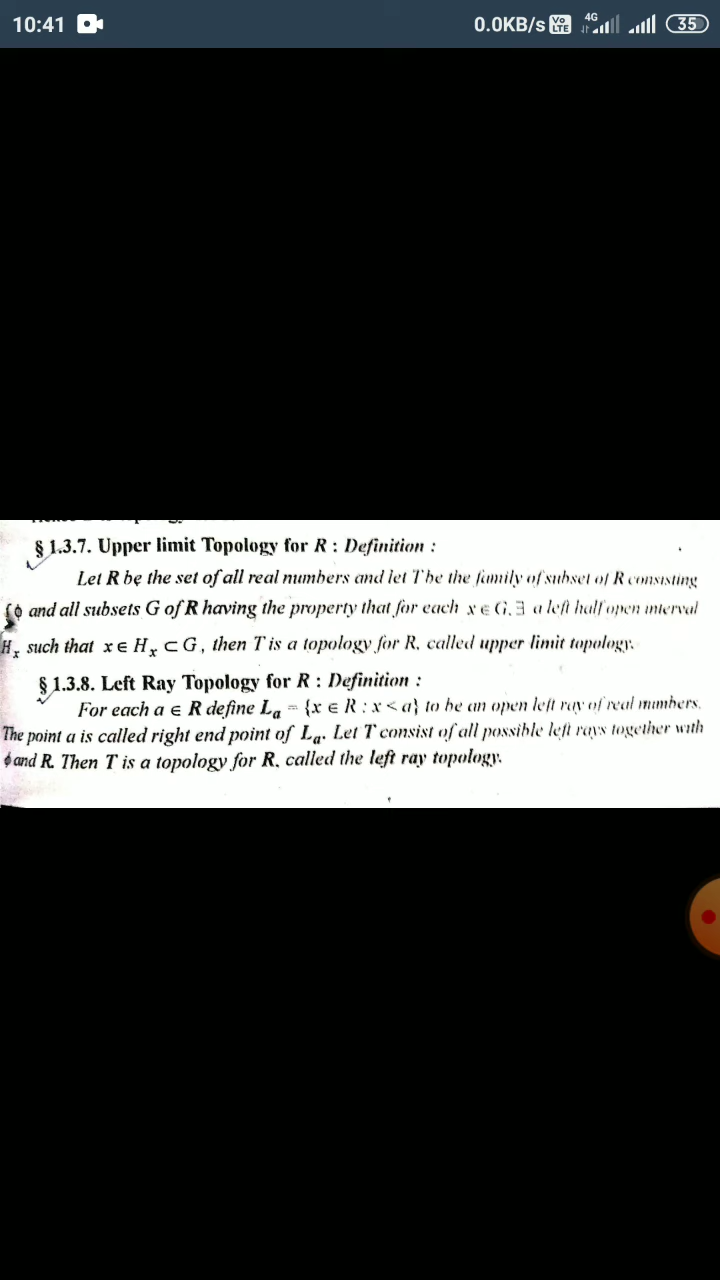 10:41 0.0KB/s Vo LTE 4G 35
§ 1.3.7. Upper limit Topology for R : Definition :
Let R be the set of all real numbers and let T be the family of subset of R consisting
φ and all subsets G of R having the property that for each x ∈ G, ∃ a left half open interval
Hₓ such that x ∈ Hₓ ⊂ G, then T is a topology for R, called upper limit topology.
§ 1.3.8. Left Ray Topology for R : Definition :
For each a ∈ R define Lₐ = {x ∈ R : x < a} to be an open left ray of real numbers.
The point a is called right end point of Lₐ. Let T consist of all possible left rays together with
φ and R. Then T is a topology for R, called the left ray topology.